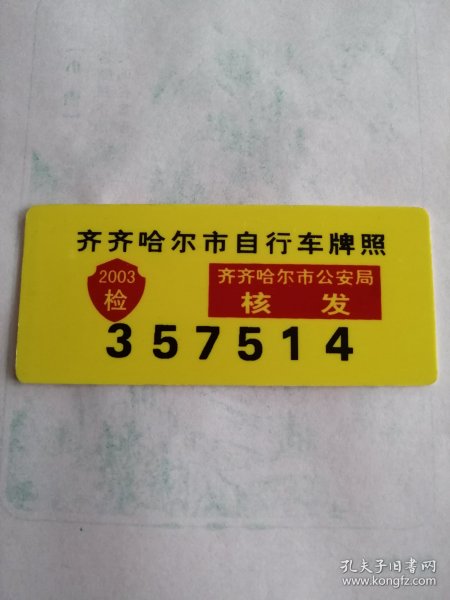 齐齐哈尔市自行车牌照
2003
检
齐齐哈尔市公安局
核 发
357514
孔夫子旧书网
www.kongfz.com